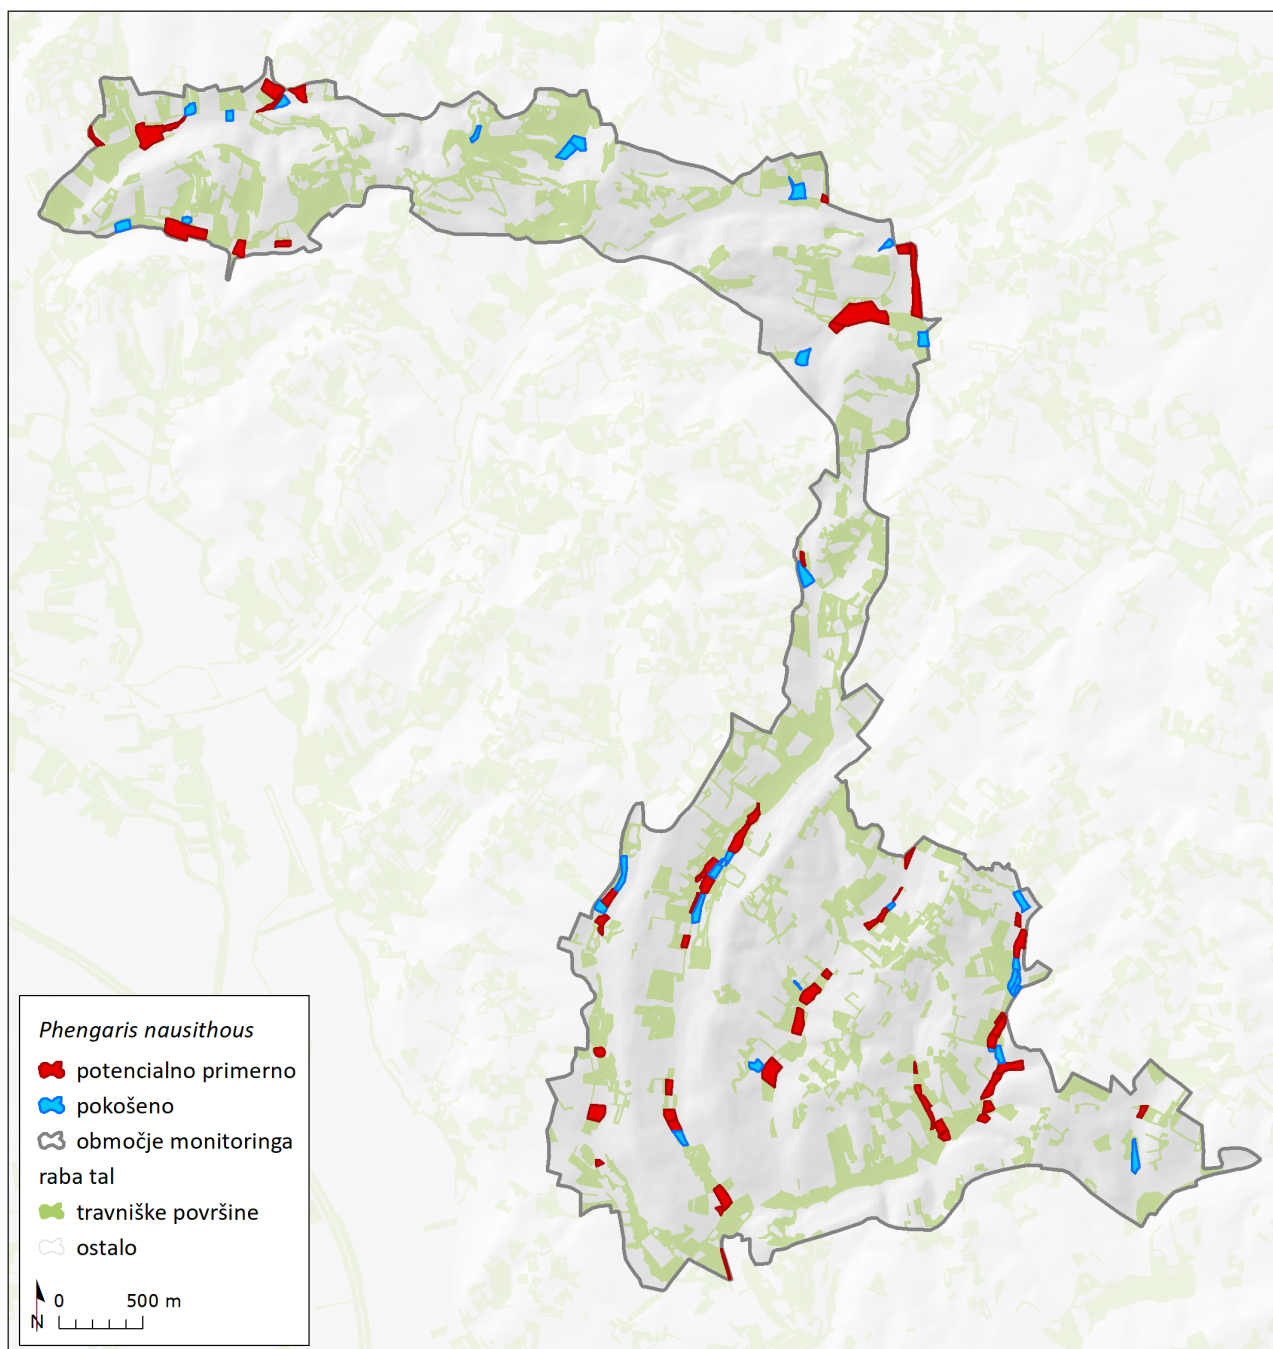 Phengaris nausithous
potencialno primerno
pokošeno
območje monitoringa
raba tal
travniške površine
ostalo
0 500 m
N